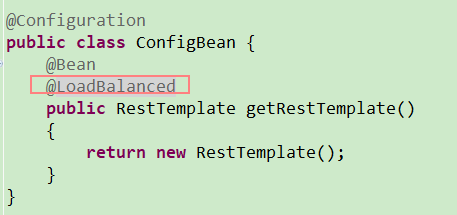 @Configuration
public class ConfigBean {
    @Bean
    @LoadBalanced
    public RestTemplate getRestTemplate()
    {
        return new RestTemplate();
    }
}